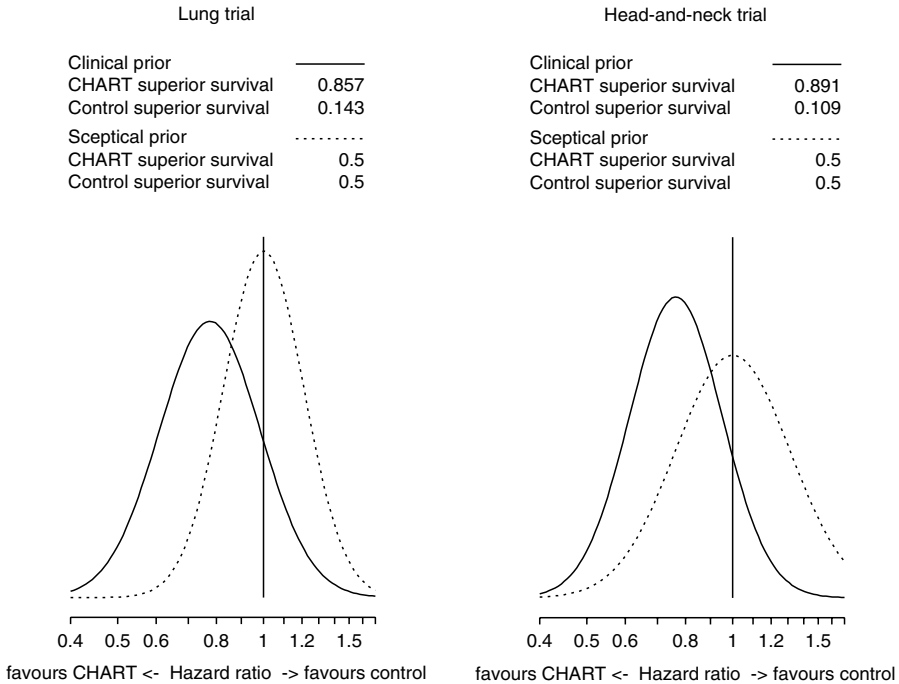 Lung trial
Clinical prior
CHART superior survival 0.857
Control superior survival 0.143
Sceptical prior
CHART superior survival 0.5
Control superior survival 0.5
0.4 0.5 0.6 0.8 1 1.2 1.5
favours CHART <- Hazard ratio -> favours control
Head-and-neck trial
Clinical prior
CHART superior survival 0.891
Control superior survival 0.109
Sceptical prior
CHART superior survival 0.5
Control superior survival 0.5
0.4 0.5 0.6 0.8 1 1.2 1.5
favours CHART <- Hazard ratio -> favours control